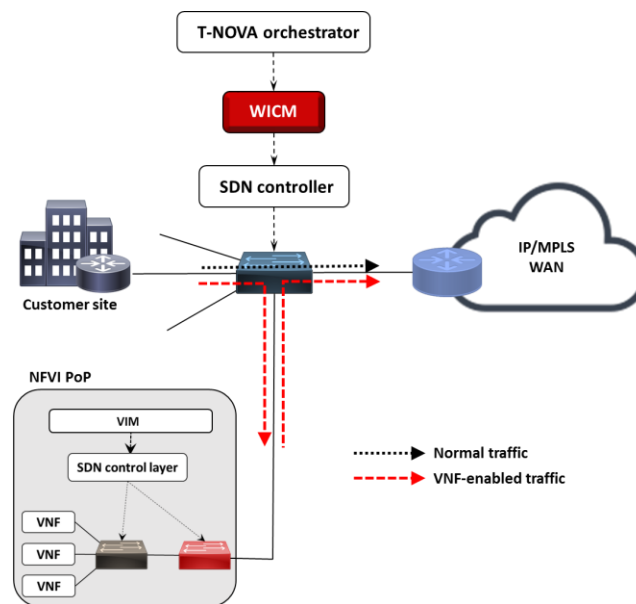 T-NOVA orchestrator
WICM
SDN controller
IP/MPLS
WAN
Customer site
NFVI PoP
VIM
SDN control layer
VNF
VNF
VNF
Normal traffic
VNF-enabled traffic